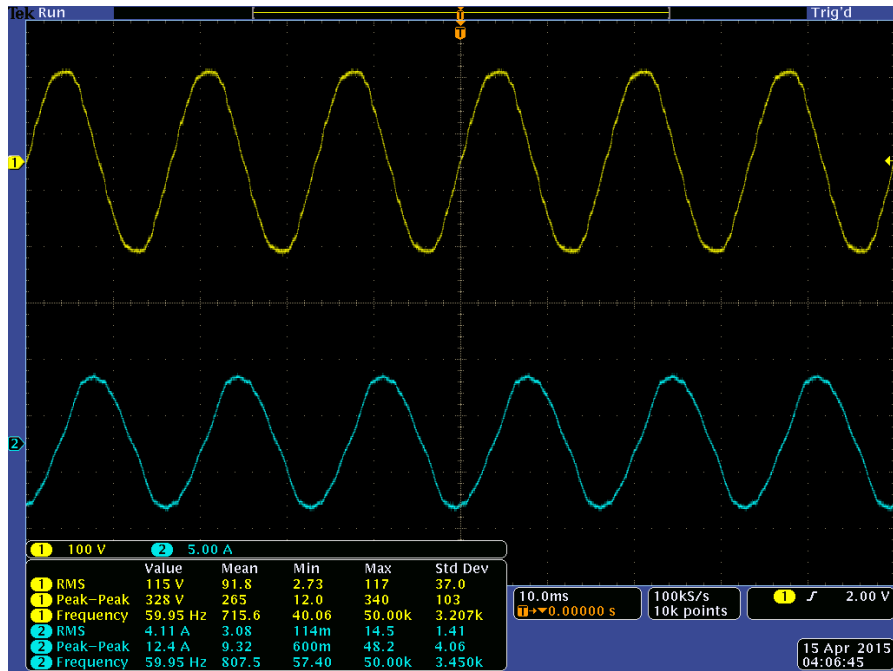 Tek Run Trig'd
T
T
1
2
1 100 V 2 5.00 A
Value Mean Min Max Std Dev
1 RMS 115 V 91.8 2.73 117 37.0
1 Peak-Peak 328 V 265 12.0 340 103
1 Frequency 59.95 Hz 715.6 40.06 50.00k 3.207k
2 RMS 4.11 A 3.08 114m 14.5 1.41
2 Peak-Peak 12.4 A 9.32 600m 48.2 4.06
2 Frequency 59.95 Hz 807.5 57.40 50.00k 3.450k
10.0ms 100kS/s 1 2.00 V
T→▼0.00000 s 10k points
15 Apr 2015
04:06:45